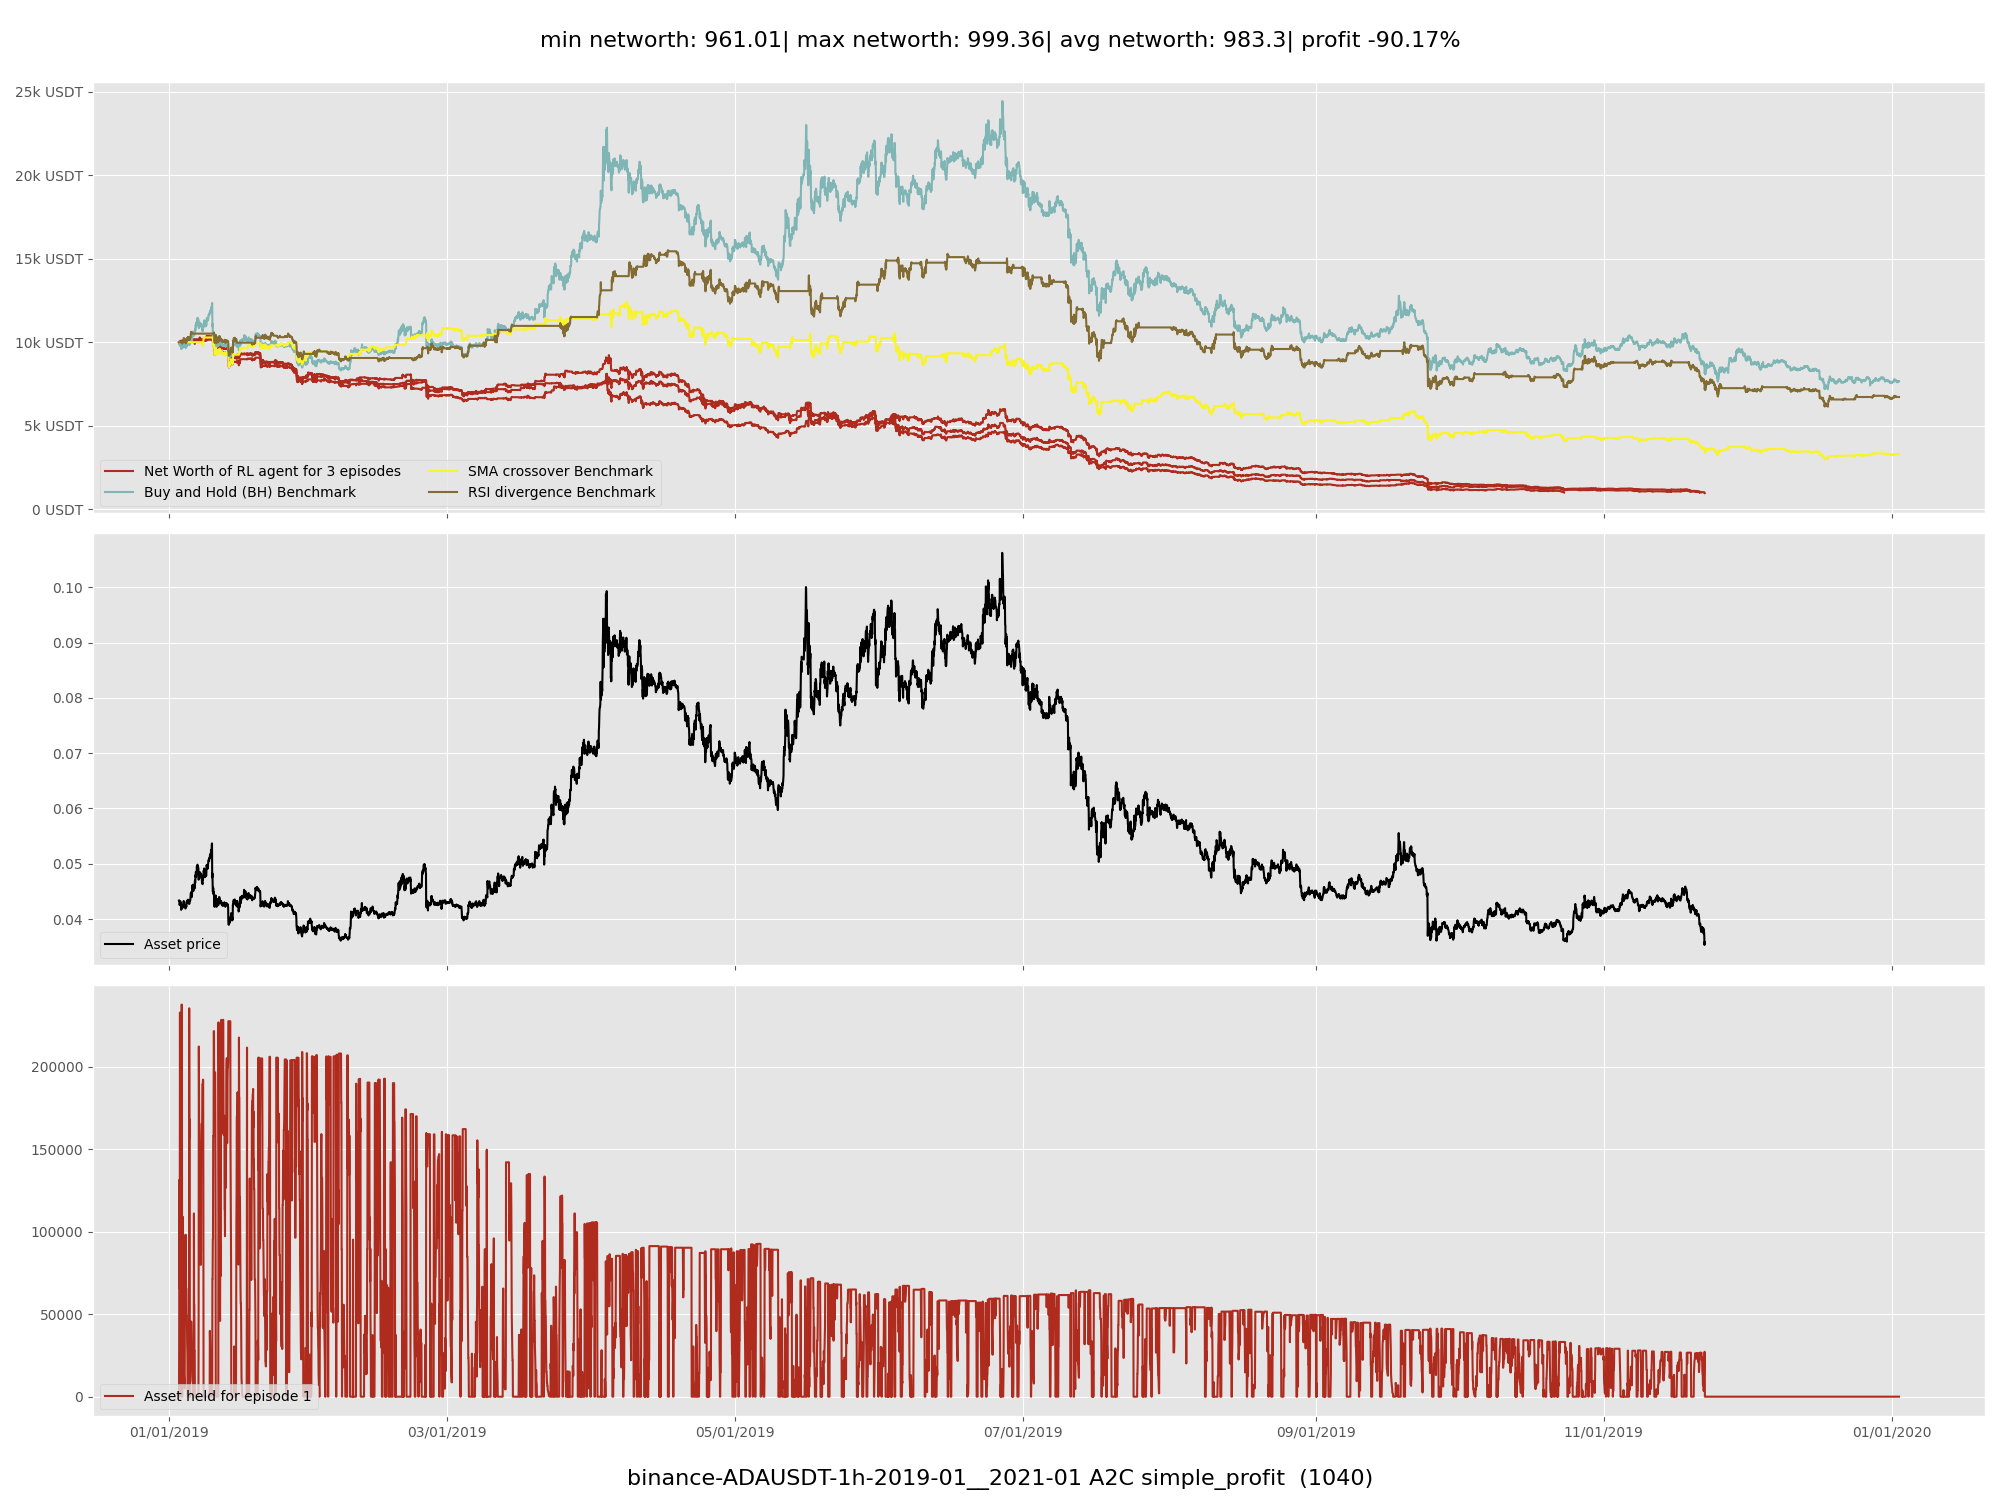 min networth: 961.01| max networth: 999.36| avg networth: 983.3| profit -90.17%
25k USDT
20k USDT
15k USDT
10k USDT
5k USDT
0 USDT
Net Worth of RL agent for 3 episodes
Buy and Hold (BH) Benchmark
SMA crossover Benchmark
RSI divergence Benchmark
0.10
0.09
0.08
0.07
0.06
0.05
0.04
Asset price
200000
150000
100000
50000
0
Asset held for episode 1
01/01/2019 03/01/2019 05/01/2019 07/01/2019 09/01/2019 11/01/2019 01/01/2020
binance-ADAUSDT-1h-2019-01__2021-01 A2C simple_profit (1040)